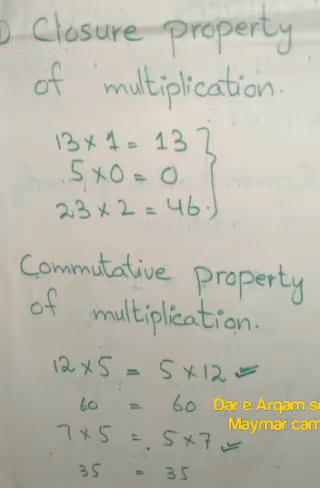 Closure property
of multiplication.
13 × 1 = 13
5 × 0 = 0
23 × 2 = 46.
Commutative property
of multiplication.
12 × 5 = 5 × 12 ✓
60 = 60
Dar e Arqam
7 × 5 = 5 × 7 ✓
Maymar
35 = 35